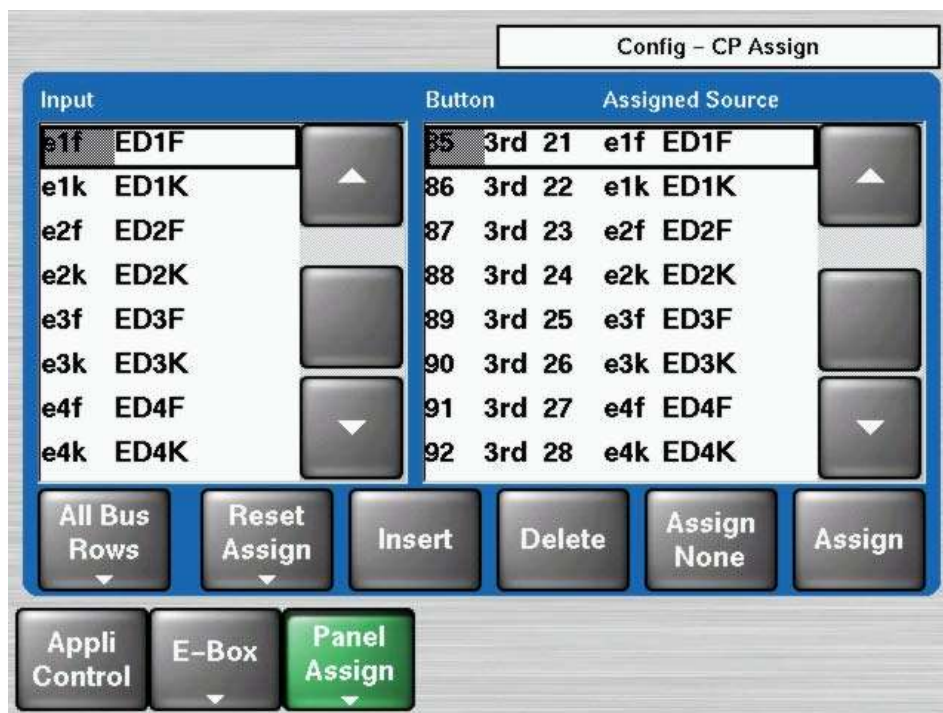 Config – CP Assign
Input
Button Assigned Source
e1f ED1F
e1k ED1K
e2f ED2F
e2k ED2K
e3f ED3F
e3k ED3K
e4f ED4F
e4k ED4K
85 3rd 21 e1f ED1F
86 3rd 22 e1k ED1K
87 3rd 23 e2f ED2F
88 3rd 24 e2k ED2K
89 3rd 25 e3f ED3F
90 3rd 26 e3k ED3K
91 3rd 27 e4f ED4F
92 3rd 28 e4k ED4K
All Bus
Rows
Reset
Assign
Insert
Delete
Assign
None
Assign
Appli
Control
E–Box
Panel
Assign